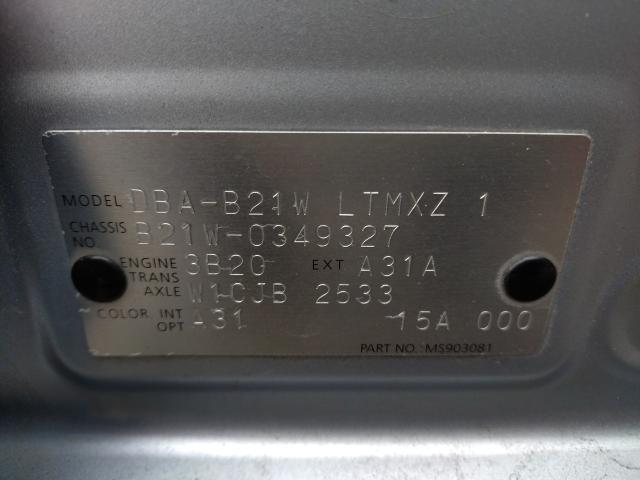 MODEL DBA-B21W LTMXZ 1
CHASSIS NO. B21W-0349327
ENGINE 3B20 EXT A31A
TRANS AXLE W1CJB 2533
COLOR, INT OPT A31 15A 000
PART NO.: MS903081